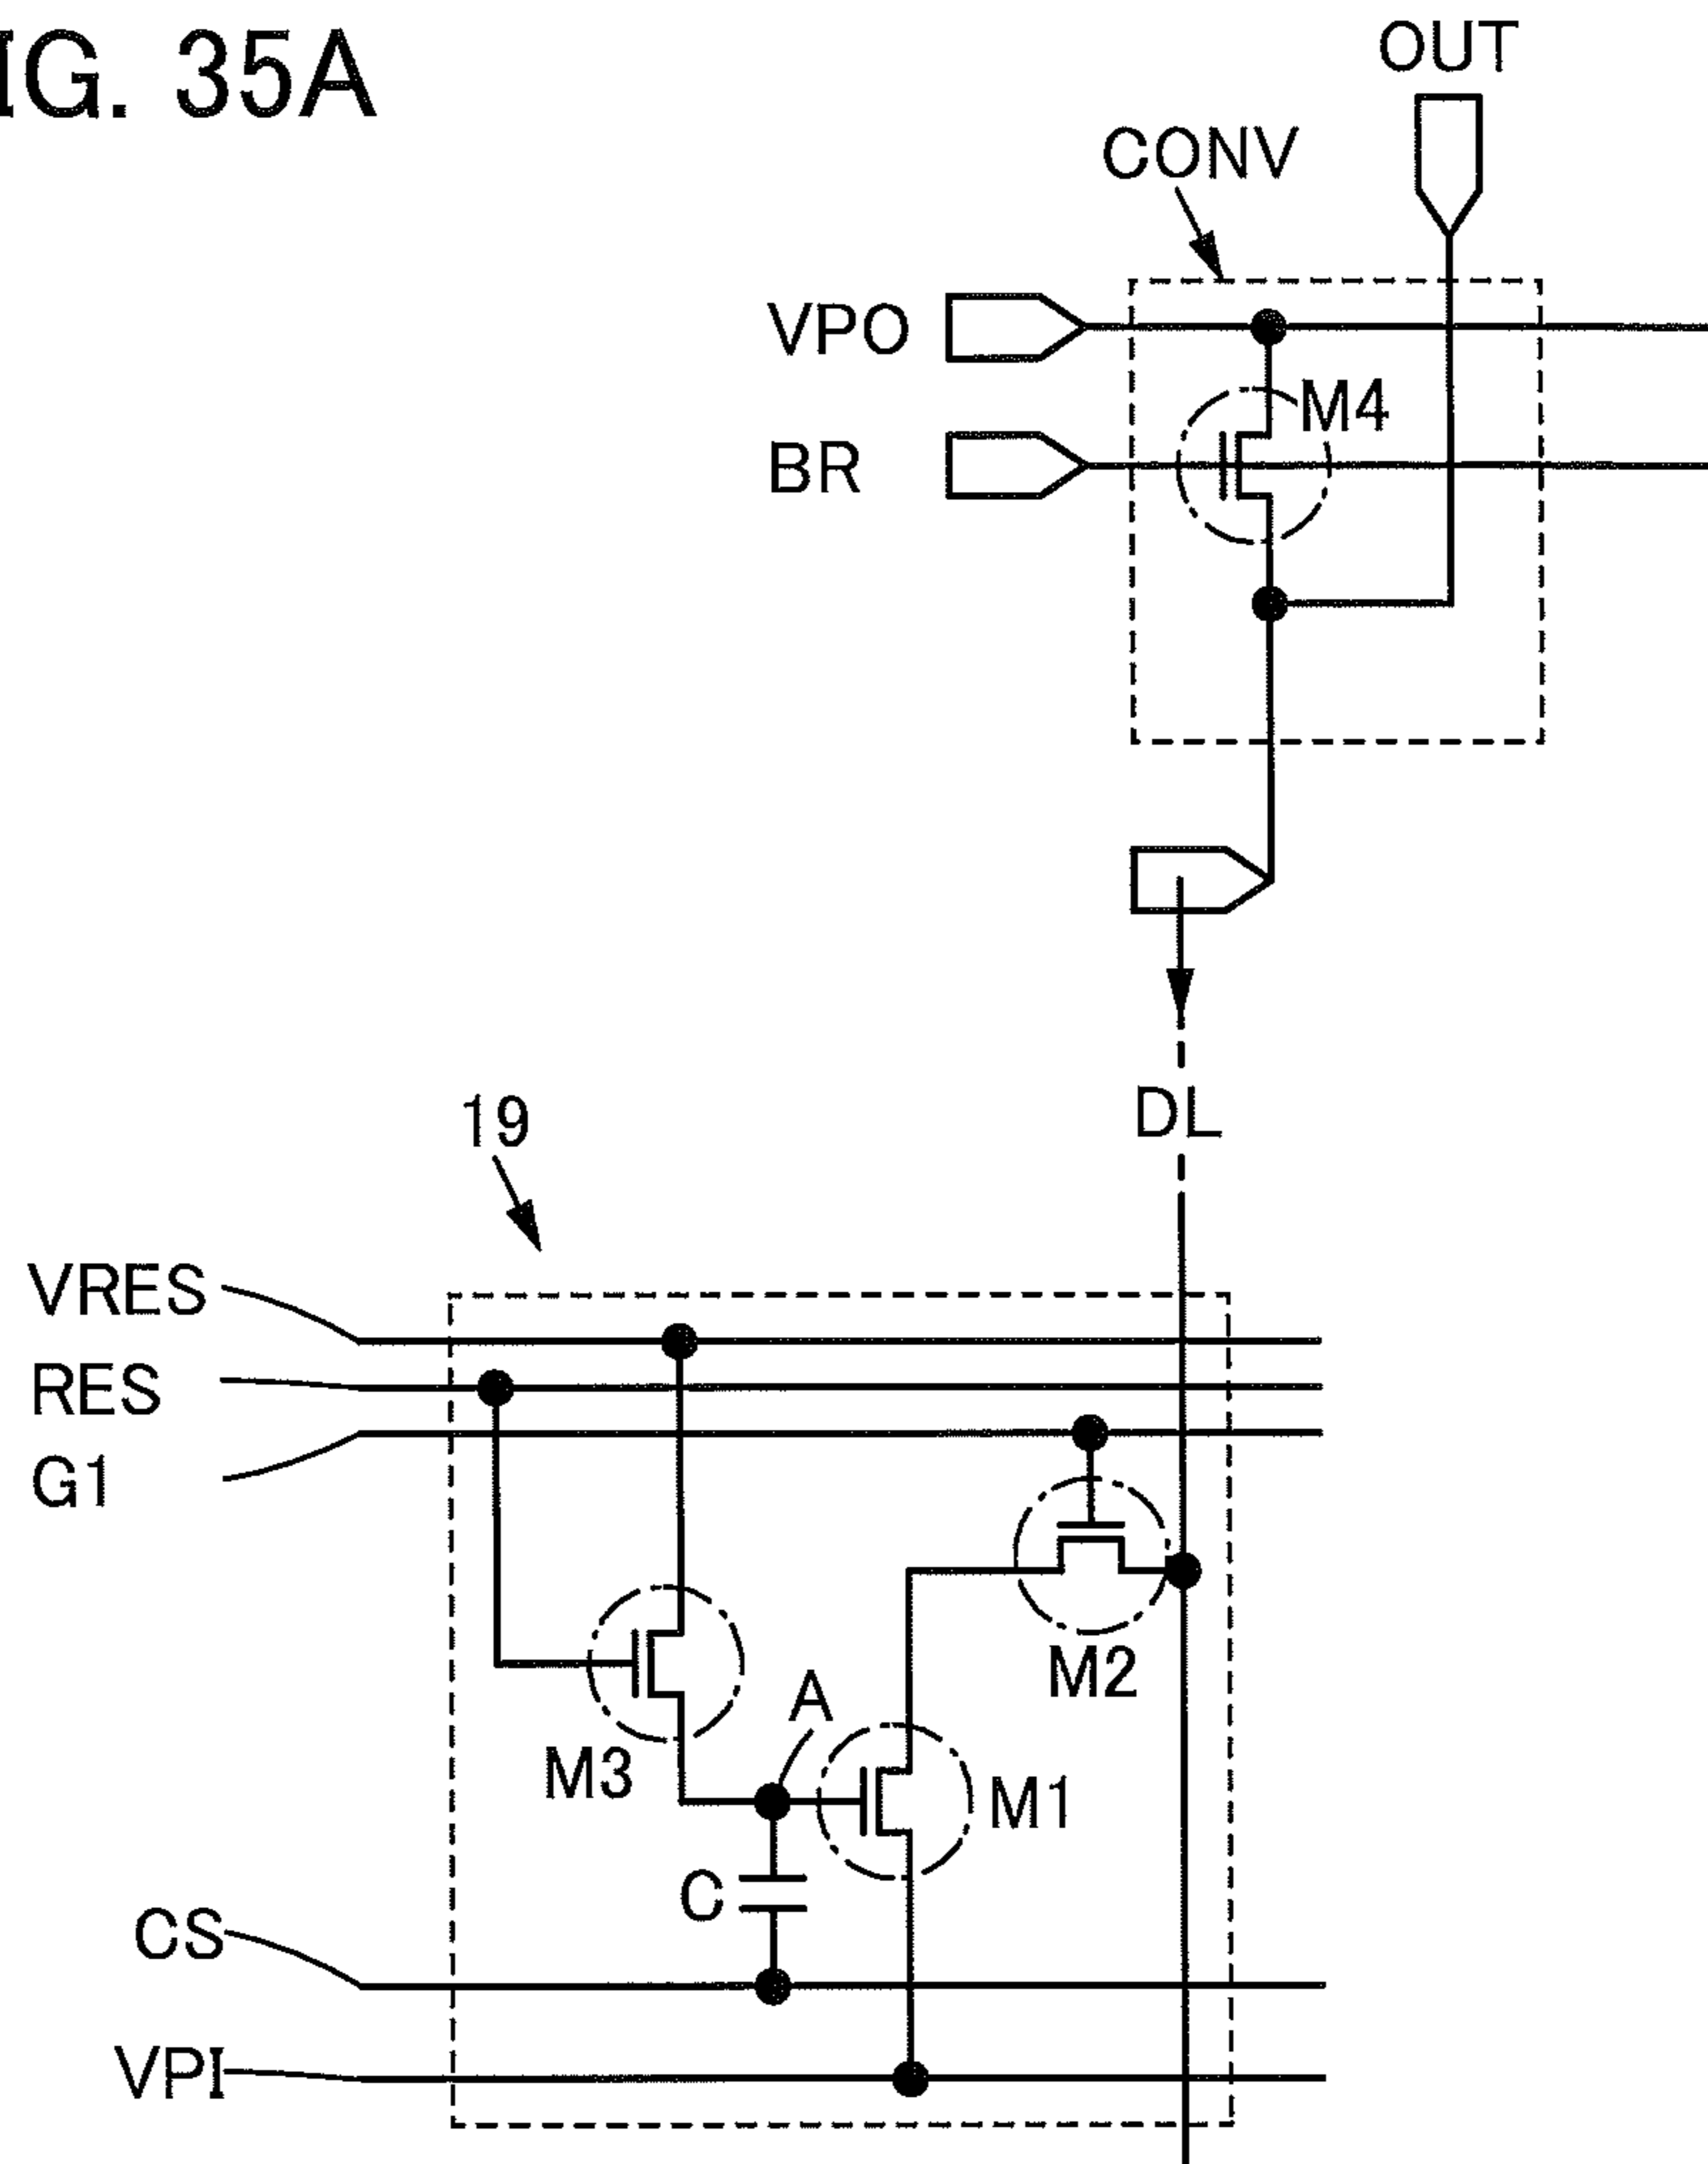 IG. 35A
OUT
CONV
VPO
M4
BR
DL
19
VRES
RES
G1
M2
A
M3
M1
C
CS
VPI